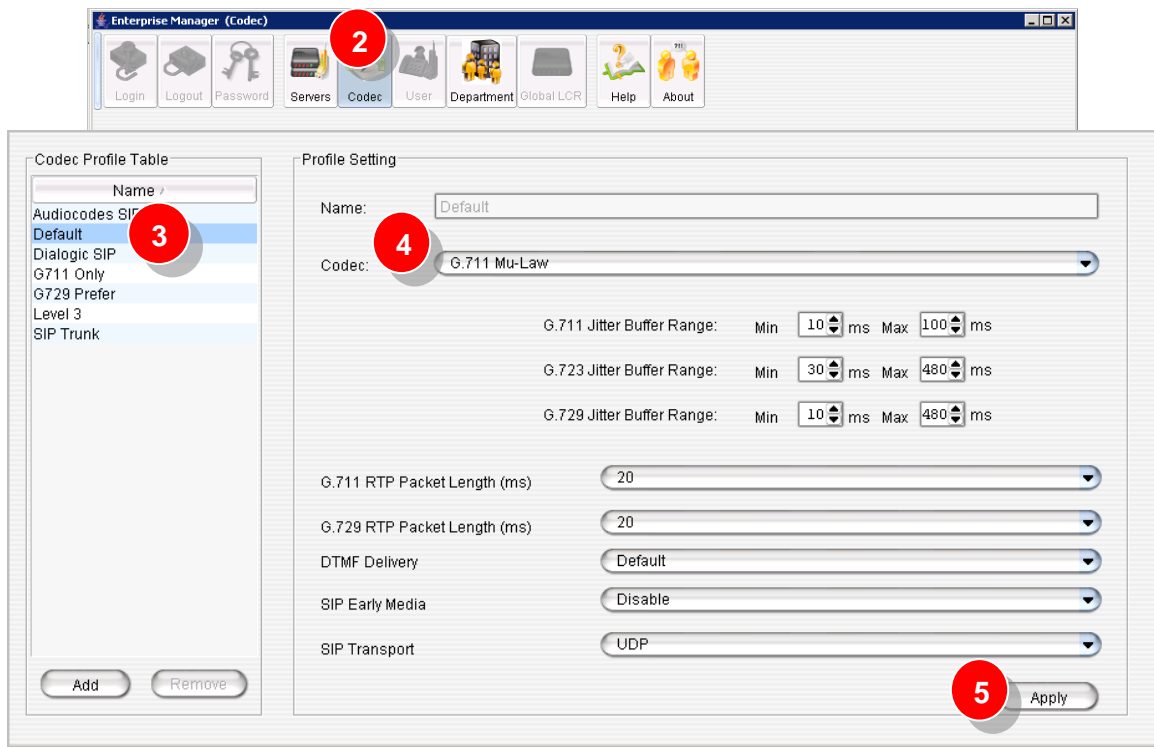 Enterprise Manager (Codec)
2
Login Logout Password Servers Codec User Department Global LCR Help About
Codec Profile Table
Name
Audiocodes SIP
3
Default
Dialogic SIP
G711 Only
G729 Prefer
Level 3
SIP Trunk
Add Remove
Profile Setting
Name: Default
4
Codec: G.711 Mu-Law
G.711 Jitter Buffer Range: Min 10 ms Max 100 ms
G.723 Jitter Buffer Range: Min 30 ms Max 480 ms
G.729 Jitter Buffer Range: Min 10 ms Max 480 ms
G.711 RTP Packet Length (ms) 20
G.729 RTP Packet Length (ms) 20
DTMF Delivery Default
SIP Early Media Disable
SIP Transport UDP
5
Apply